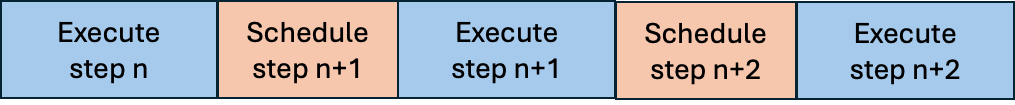 Execute
step n
Schedule
step n+1
Execute
step n+1
Schedule
step n+2
Execute
step n+2